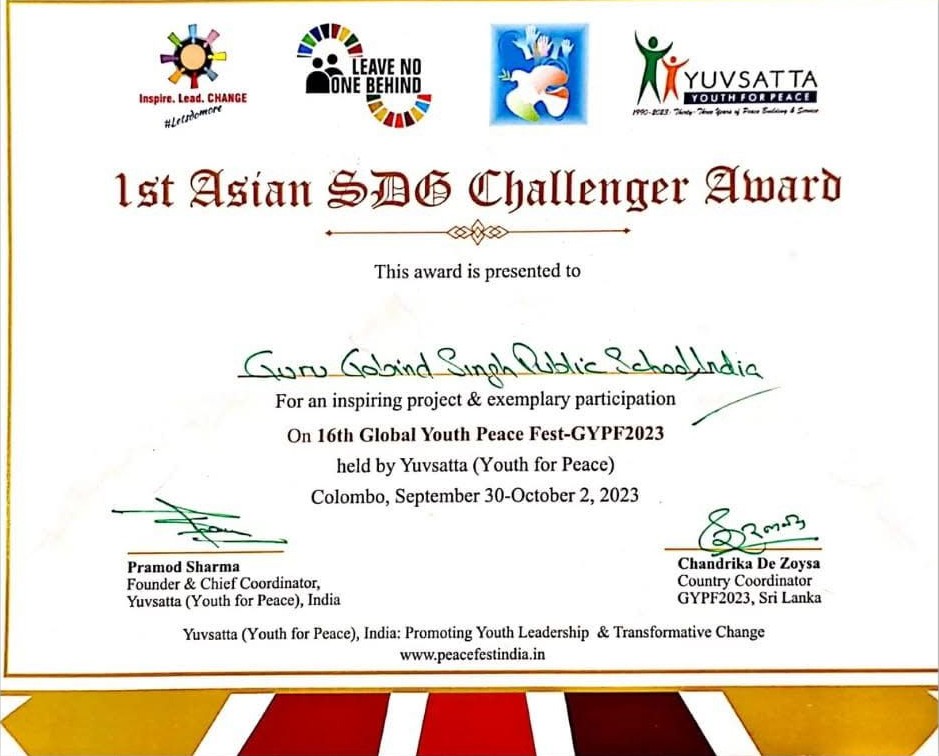 Inspire. Lead. CHANGE
#Letsdomore
LEAVE NO
ONE BEHIND
YUVSATTA
YOUTH FOR PEACE
1990-2023: Thirty-Three Years of Peace Building & Service
1st Asian SDG Challenger Award
This award is presented to
Guru Gobind Singh Public School, India
For an inspiring project & exemplary participation
On 16th Global Youth Peace Fest-GYPF2023
held by Yuvsatta (Youth for Peace)
Colombo, September 30-October 2, 2023
Pramod Sharma
Founder & Chief Coordinator,
Yuvsatta (Youth for Peace), India
Chandrika De Zoysa
Country Coordinator
GYPF2023, Sri Lanka
Yuvsatta (Youth for Peace), India: Promoting Youth Leadership & Transformative Change
www.peacefestindia.in